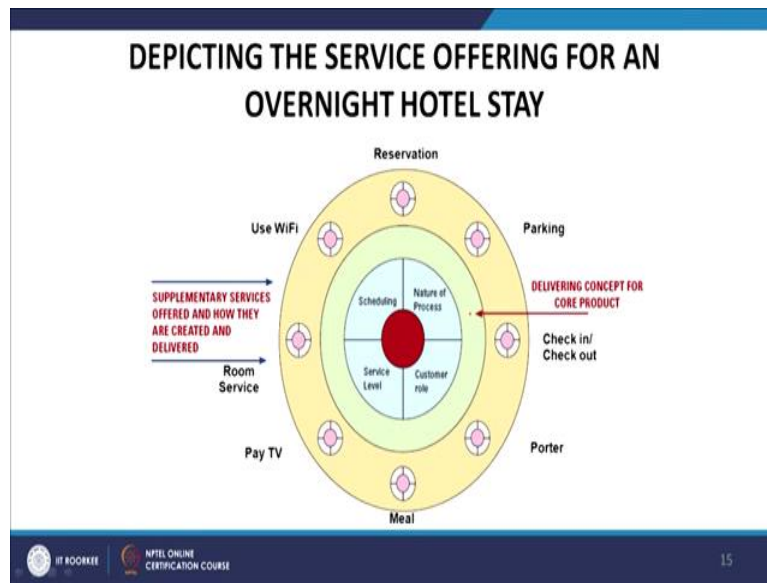 DEPICTING THE SERVICE OFFERING FOR AN
OVERNIGHT HOTEL STAY
Reservation
Use WiFi
Parking
Scheduling
Nature of
Process
SUPPLEMENTARY SERVICES
OFFERED AND HOW THEY
ARE CREATED AND
DELIVERED
DELIVERING CONCEPT FOR
CORE PRODUCT
Check in/
Check out
Room
Service
Service
Level
Customer
role
Pay TV
Porter
Meal
IIT ROORKEE
NPTEL ONLINE
CERTIFICATION COURSE
15